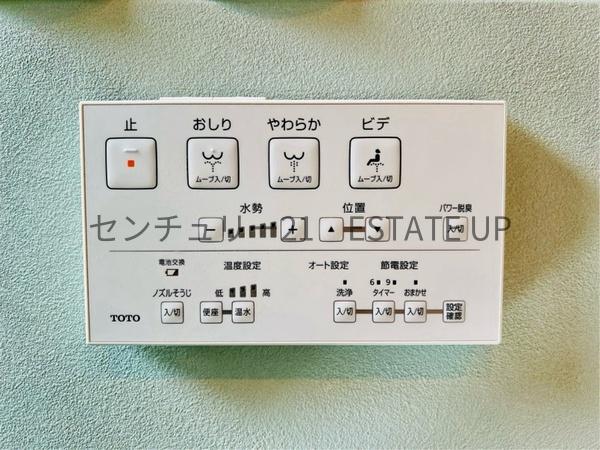 止 おしり やわらか ビデ
ムーブ入/切 ムーブ入/切 ムーブ入/切
水勢 位置 パワー脱臭
− + ▲ ▼ 入/切
センチュリー21 ESTATE UP
電池交換 温度設定 オート設定 節電設定
6 9
ノズルそうじ 低 高 洗浄 タイマー おまかせ
入/切 便座 温水 入/切 入/切 入/切 設定
確認
TOTO